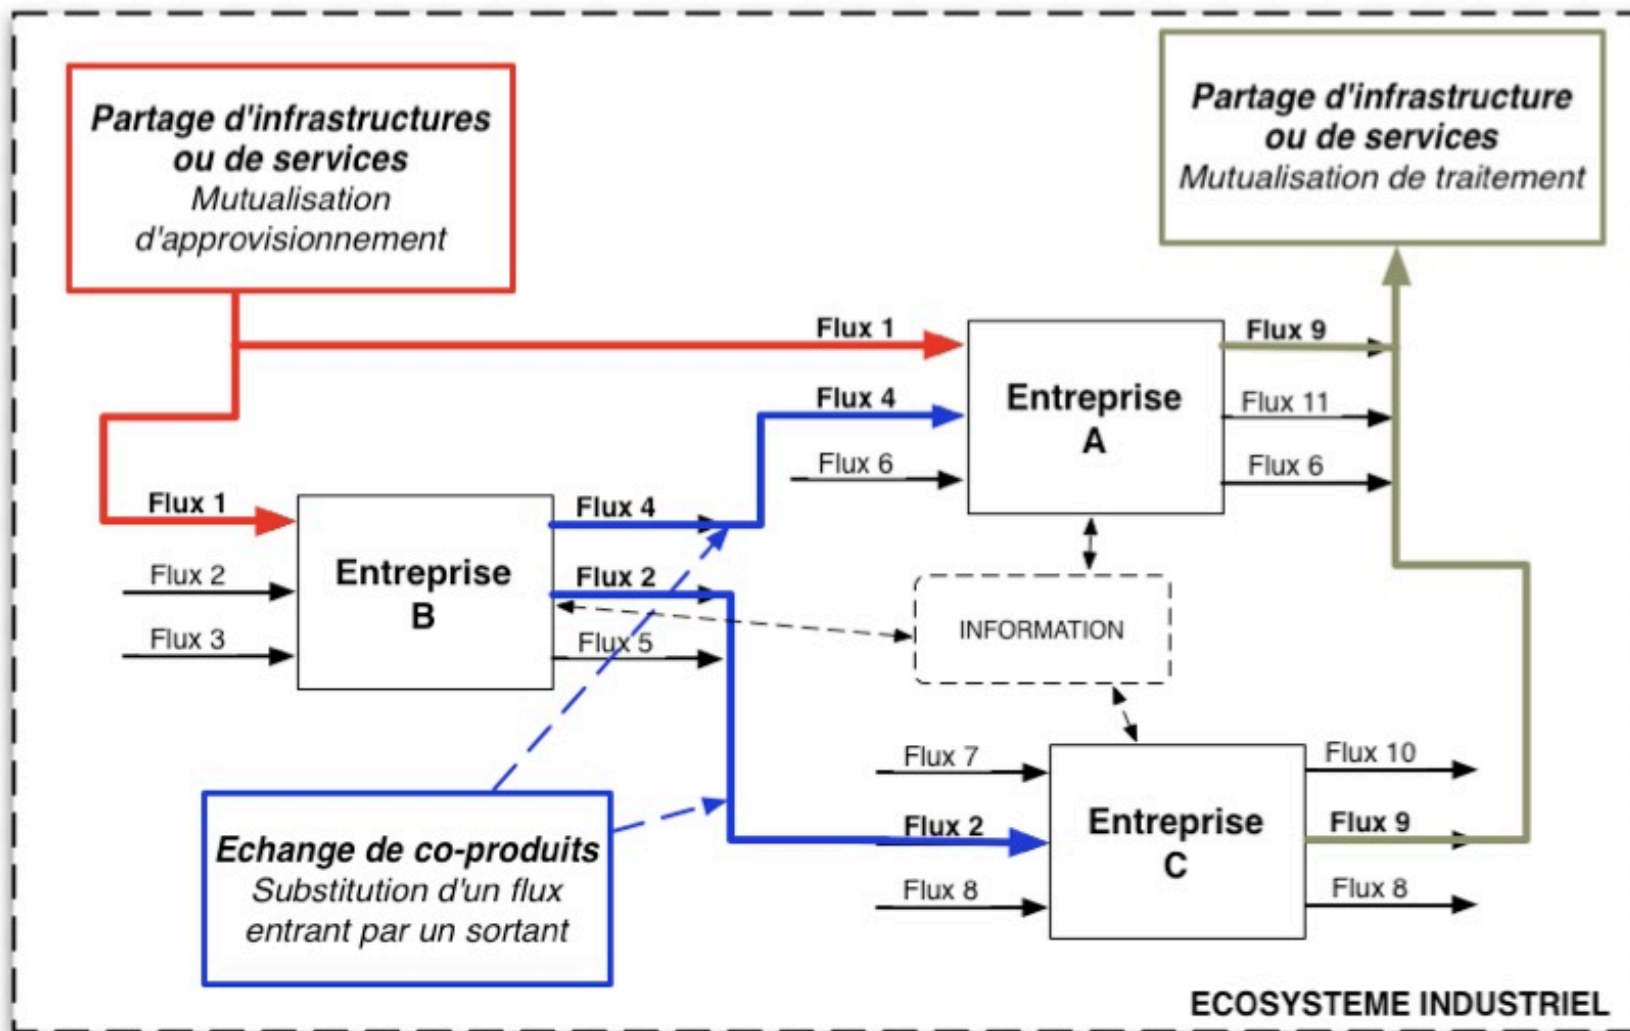 Partage d'infrastructures
ou de services
Mutualisation
d'approvisionnement
Partage d'infrastructure
ou de services
Mutualisation de traitement
Flux 1
Flux 4
Flux 6
Entreprise
A
Flux 9
Flux 11
Flux 6
Flux 1
Flux 2
Flux 3
Entreprise
B
Flux 4
Flux 2
Flux 5
INFORMATION
Flux 7
Flux 2
Flux 8
Entreprise
C
Flux 10
Flux 9
Flux 8
Echange de co-produits
Substitution d'un flux
entrant par un sortant
ECOSYSTEME INDUSTRIEL